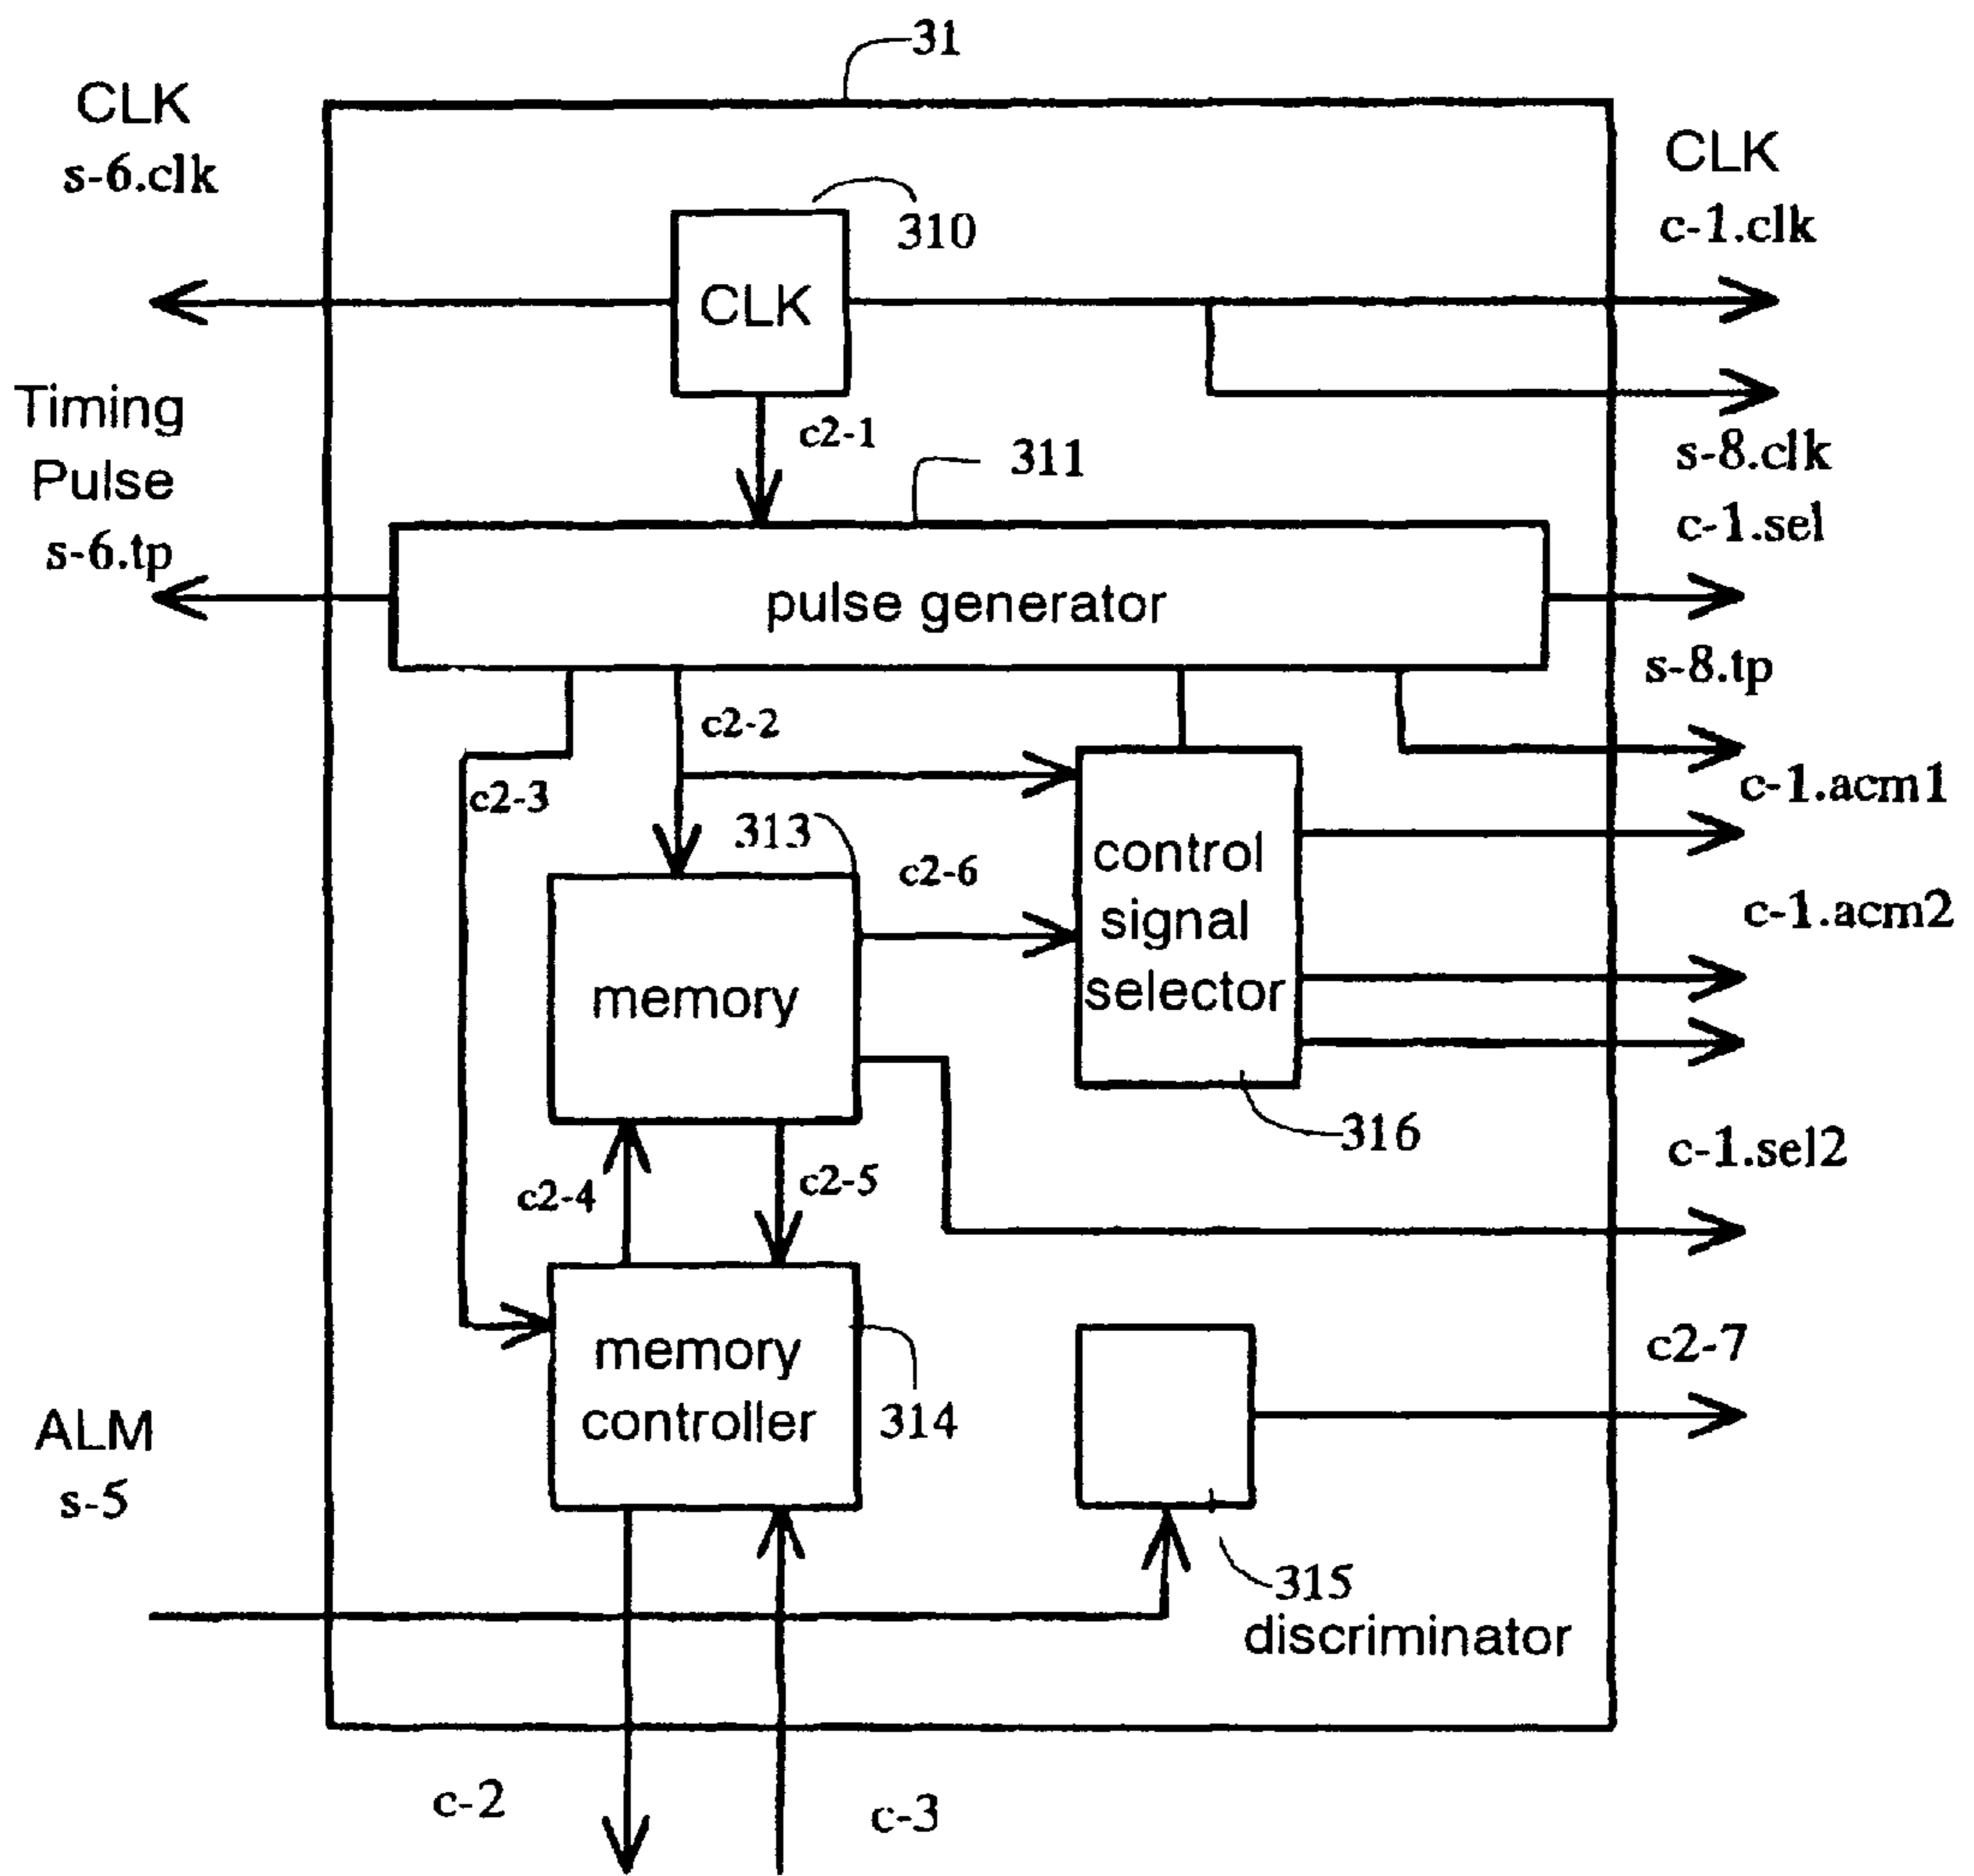 31
CLK
s-6.clk
CLK
c-1.clk
310
CLK
Timing
Pulse
s-6.tp
c2-1
311
s-8.clk
c-1.sel
pulse generator
s-8.tp
c2-2
c2-3
c-1.acm1
313
c2-6
control
signal
selector
c-1.acm2
memory
316
c-1.sel2
c2-4
c2-5
memory
controller
314
c2-7
ALM
s-5
315
discriminator
c-2
c-3